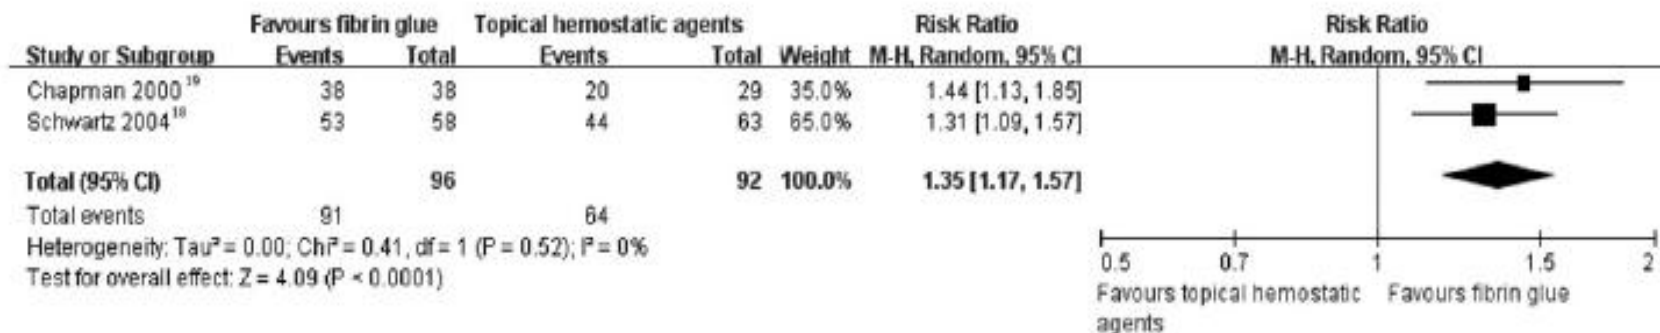 Favours fibrin glue Topical hemostatic agents Risk Ratio Risk Ratio
Study or Subgroup Events Total Events Total Weight M-H, Random, 95% CI M-H, Random, 95% CI
Chapman 2000¹⁹ 38 38 20 29 35.0% 1.44 [1.13, 1.85]
Schwartz 2004¹⁸ 53 58 44 63 65.0% 1.31 [1.09, 1.57]
Total (95% CI) 96 92 100.0% 1.35 [1.17, 1.57]
Total events 91 64
Heterogeneity: Tau² = 0.00; Chi² = 0.41, df = 1 (P = 0.52); I² = 0%
Test for overall effect: Z = 4.09 (P < 0.0001)
0.5 0.7 1 1.5 2
Favours topical hemostatic Favours fibrin glue
agents